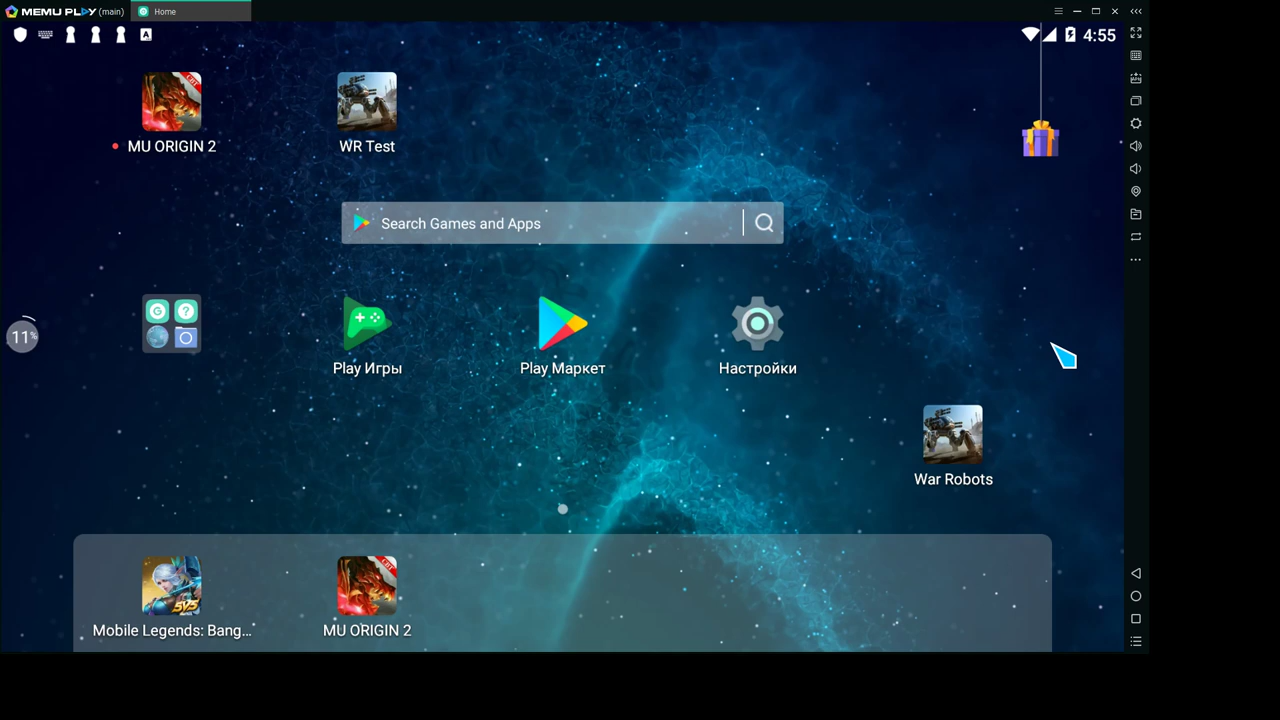 MEMU PLAY (main) Home
A 4:55
MU ORIGIN 2 WR Test
Search Games and Apps
11%
Play Игры Play Маркет Настройки
War Robots
5V5
Mobile Legends: Bang... MU ORIGIN 2